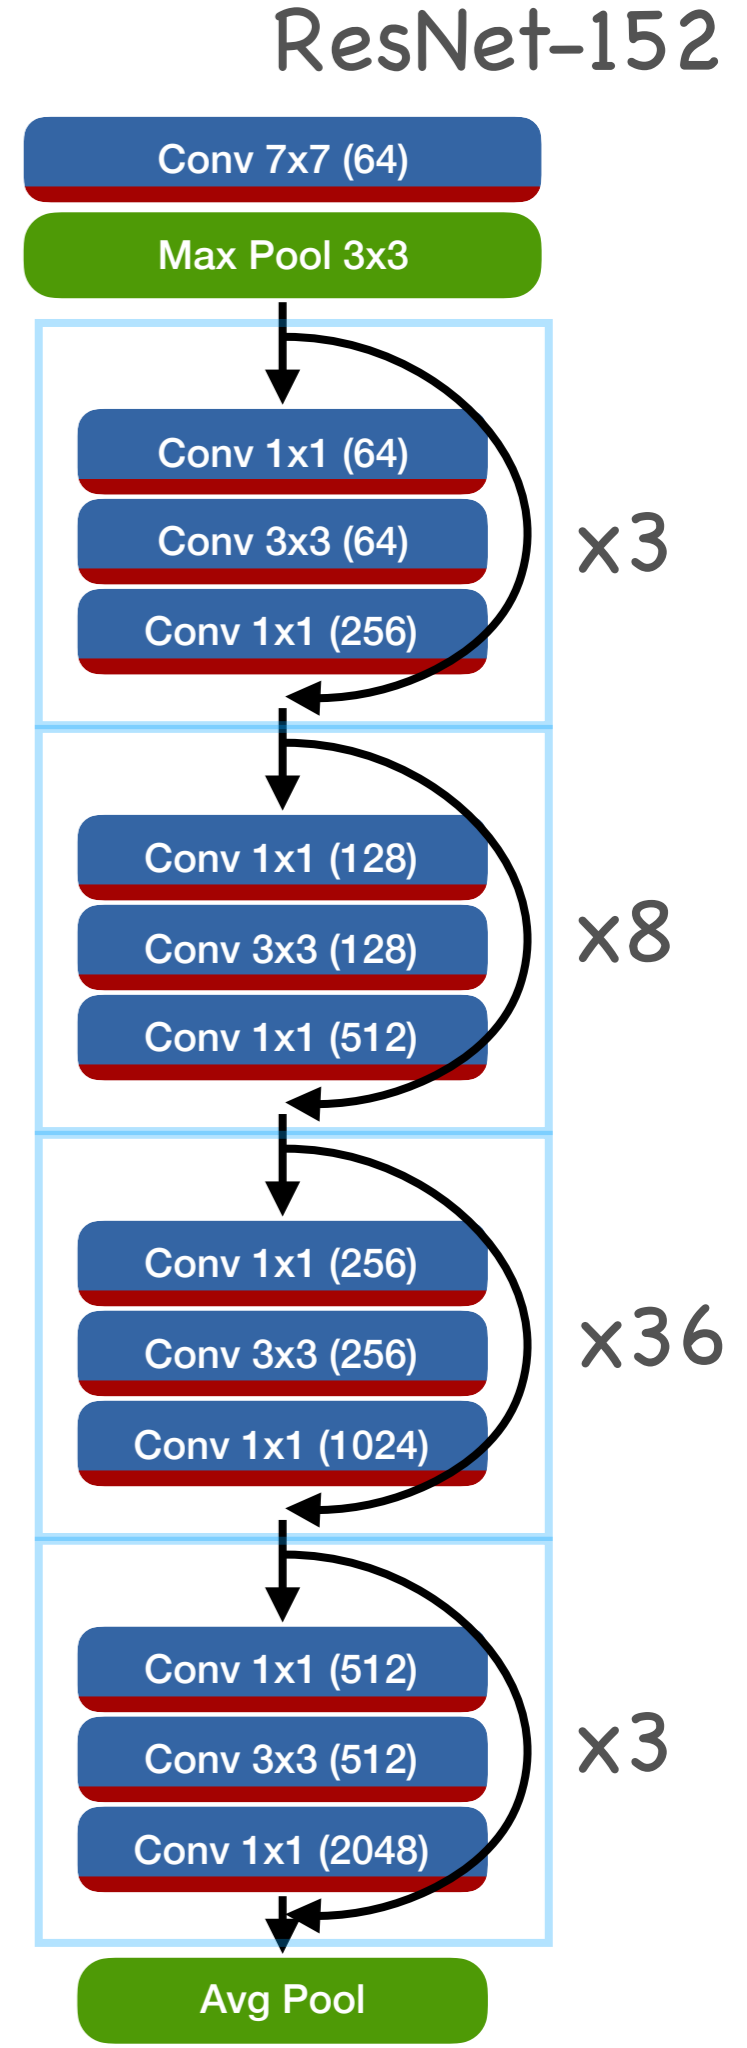 ResNet-152
Conv 7x7 (64)
Max Pool 3x3
Conv 1x1 (64)
Conv 3x3 (64)
x3
Conv 1x1 (256)
Conv 1x1 (128)
Conv 3x3 (128)
x8
Conv 1x1 (512)
Conv 1x1 (256)
Conv 3x3 (256)
x36
Conv 1x1 (1024)
Conv 1x1 (512)
Conv 3x3 (512)
x3
Conv 1x1 (2048)
Avg Pool